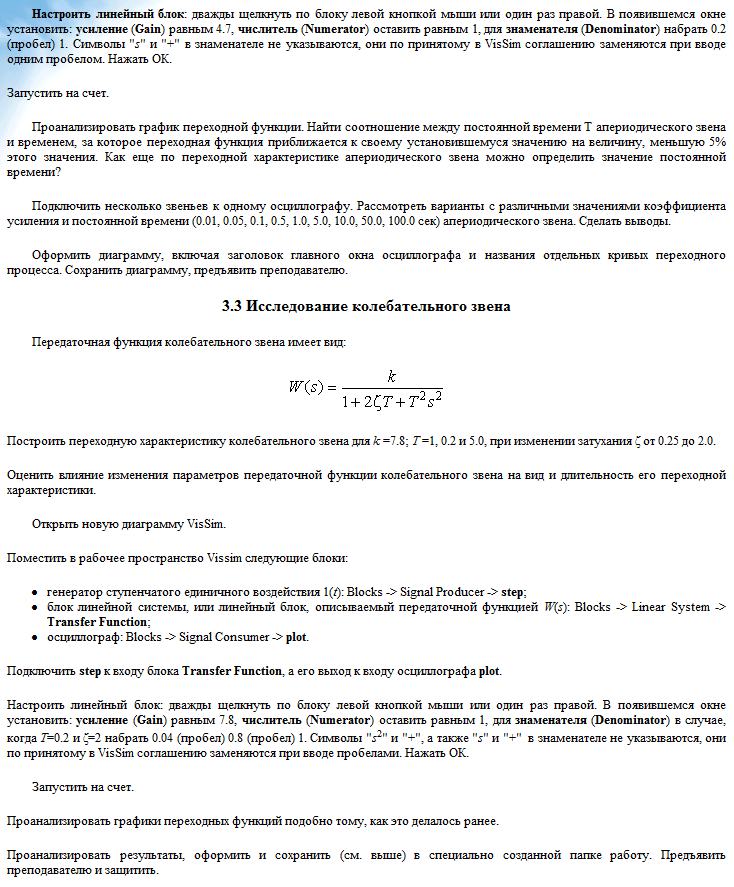 Настроить линейный блок: дважды щелкнуть по блоку левой кнопкой мыши или один раз правой. В появившемся окне
установить: усиление (Gain) равным 4.7, числитель (Numerator) оставить равным 1, для знаменателя (Denominator) набрать 0.2
(пробел) 1. Символы "s" и "+" в знаменателе не указываются, они по принятому в VisSim соглашению заменяются при вводе
одним пробелом. Нажать ОК.
Запустить на счет.
Проанализировать график переходной функции. Найти соотношение между постоянной времени T апериодического звена
и временем, за которое переходная функция приближается к своему установившемуся значению на величину, меньшую 5%
этого значения. Как еще по переходной характеристике апериодического звена можно определить значение постоянной
времени?
Подключить несколько звеньев к одному осциллографу. Рассмотреть варианты с различными значениями коэффициента
усиления и постоянной времени (0.01, 0.05, 0.1, 0.5, 1.0, 5.0, 10.0, 50.0, 100.0 сек) апериодического звена. Сделать выводы.
Оформить диаграмму, включая заголовок главного окна осциллографа и названия отдельных кривых переходного
процесса. Сохранить диаграмму, предъявить преподавателю.
3.3 Исследование колебательного звена
Передаточная функция колебательного звена имеет вид:
W(s) = k / (1 + 2ζT + T²s²)
Построить переходную характеристику колебательного звена для k =7.8; T =1, 0.2 и 5.0, при изменении затухания ζ от 0.25 до 2.0.
Оценить влияние изменения параметров передаточной функции колебательного звена на вид и длительность его переходной
характеристики.
Открыть новую диаграмму VisSim.
Поместить в рабочее пространство Vissim следующие блоки:
• генератор ступенчатого единичного воздействия 1(t): Blocks -> Signal Producer -> step;
• блок линейной системы, или линейный блок, описываемый передаточной функцией W(s): Blocks -> Linear System ->
Transfer Function;
• осциллограф: Blocks -> Signal Consumer -> plot.
Подключить step к входу блока Transfer Function, а его выход к входу осциллографа plot.
Настроить линейный блок: дважды щелкнуть по блоку левой кнопкой мыши или один раз правой. В появившемся окне
установить: усиление (Gain) равным 7.8, числитель (Numerator) оставить равным 1, для знаменателя (Denominator) в случае,
когда T=0.2 и ζ=2 набрать 0.04 (пробел) 0.8 (пробел) 1. Символы "s²" и "+", а также "s" и "+" в знаменателе не указываются, они
по принятому в VisSim соглашению заменяются при вводе пробелами. Нажать ОК.
Запустить на счет.
Проанализировать графики переходных функций подобно тому, как это делалось ранее.
Проанализировать результаты, оформить и сохранить (см. выше) в специально созданной папке работу. Предъявить
преподавателю и защитить.